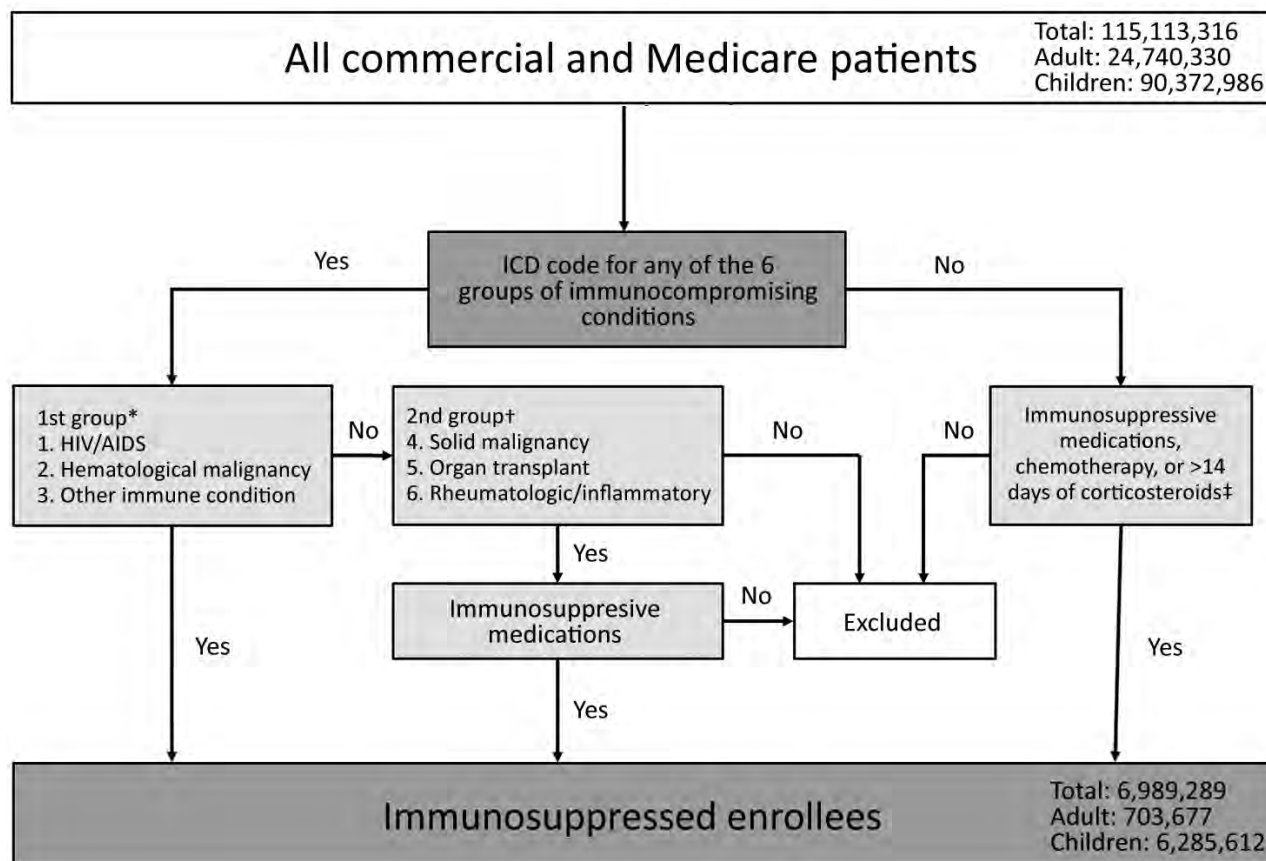 All commercial and Medicare patients
Total: 115,113,316
Adult: 24,740,330
Children: 90,372,986
Yes
ICD code for any of the 6
groups of immunocompromising
conditions
No
1st group*
1. HIV/AIDS
2. Hematological malignancy
3. Other immune condition
No
2nd group†
4. Solid malignancy
5. Organ transplant
6. Rheumatologic/inflammatory
No
No
Immunosuppressive
medications,
chemotherapy, or >14
days of corticosteroids‡
Yes
Immunosuppresive
medications
No
Excluded
Yes
Yes
Yes
Immunosuppressed enrollees
Total: 6,989,289
Adult: 703,677
Children: 6,285,612